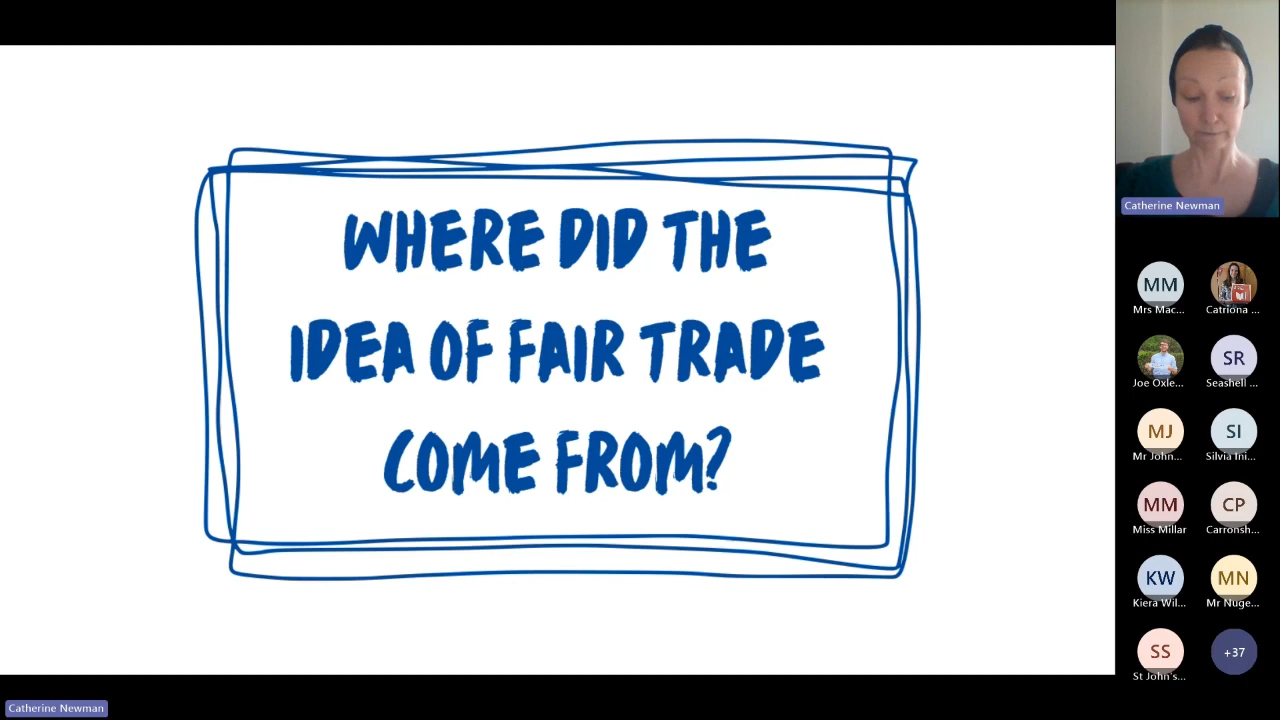 WHERE DID THE
IDEA OF FAIR TRADE
COME FROM?
Catherine Newman
MM
Mrs Mac...
Catriona ...
Joe Oxle...
SR
Seashell ...
MJ
Mr John...
SI
Silvia Ini...
MM
Miss Millar
CP
Carronsh...
KW
Kiera Wil...
MN
Mr Nuge...
SS
St John's...
+37
Catherine Newman